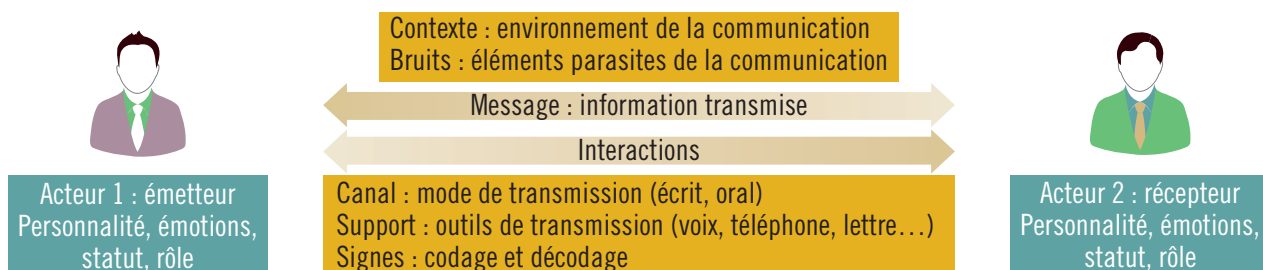 Contexte : environnement de la communication
Bruits : éléments parasites de la communication
Message : information transmise
Interactions
Acteur 1 : émetteur
Personnalité, émotions,
statut, rôle
Canal : mode de transmission (écrit, oral)
Support : outils de transmission (voix, téléphone, lettre…)
Signes : codage et décodage
Acteur 2 : récepteur
Personnalité, émotions,
statut, rôle